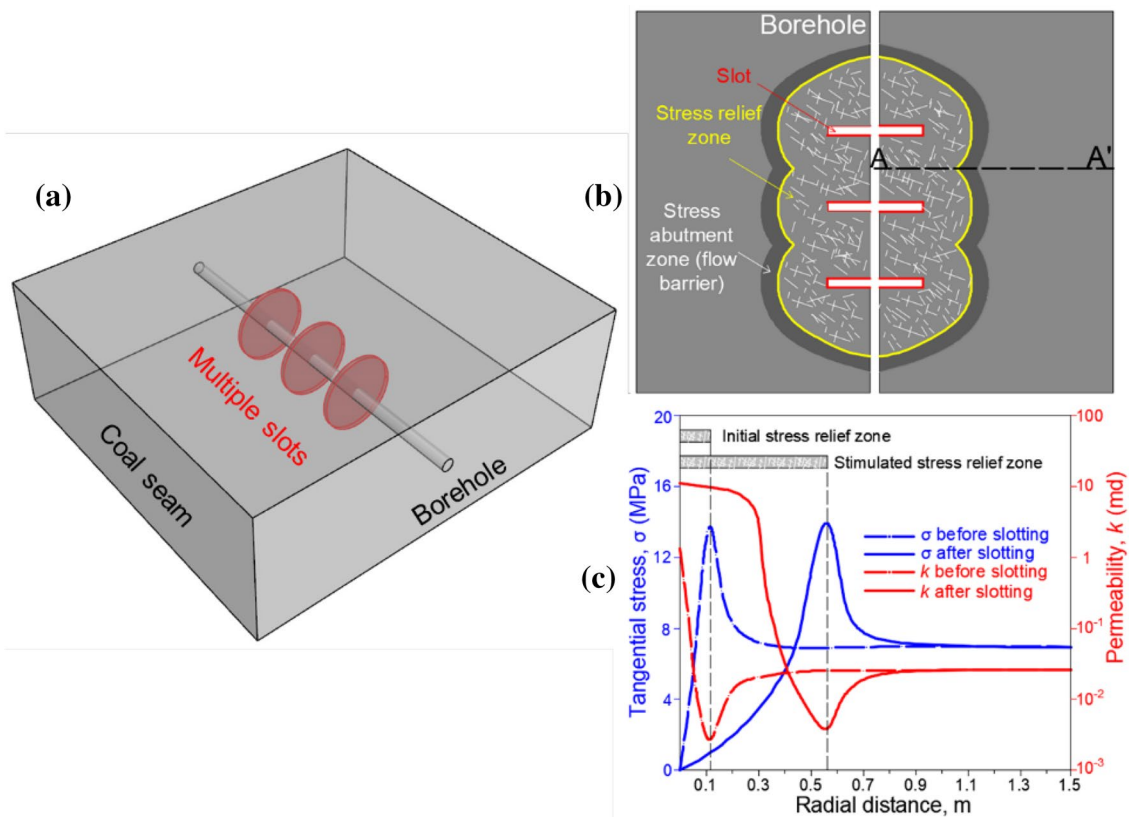 (a)
Multiple slots
Coal seam
Borehole
(b)
Borehole
Slot
Stress relief
zone
A
A'
Stress
abutment
zone (flow
barrier)
(c)
Tangential stress, σ (MPa)
20
16
12
8
4
0
Initial stress relief zone
Stimulated stress relief zone
σ before slotting
σ after slotting
k before slotting
k after slotting
100
10
1
10⁻¹
10⁻²
10⁻³
Permeability, k (md)
0.1 0.3 0.5 0.7 0.9 1.1 1.3 1.5
Radial distance, m